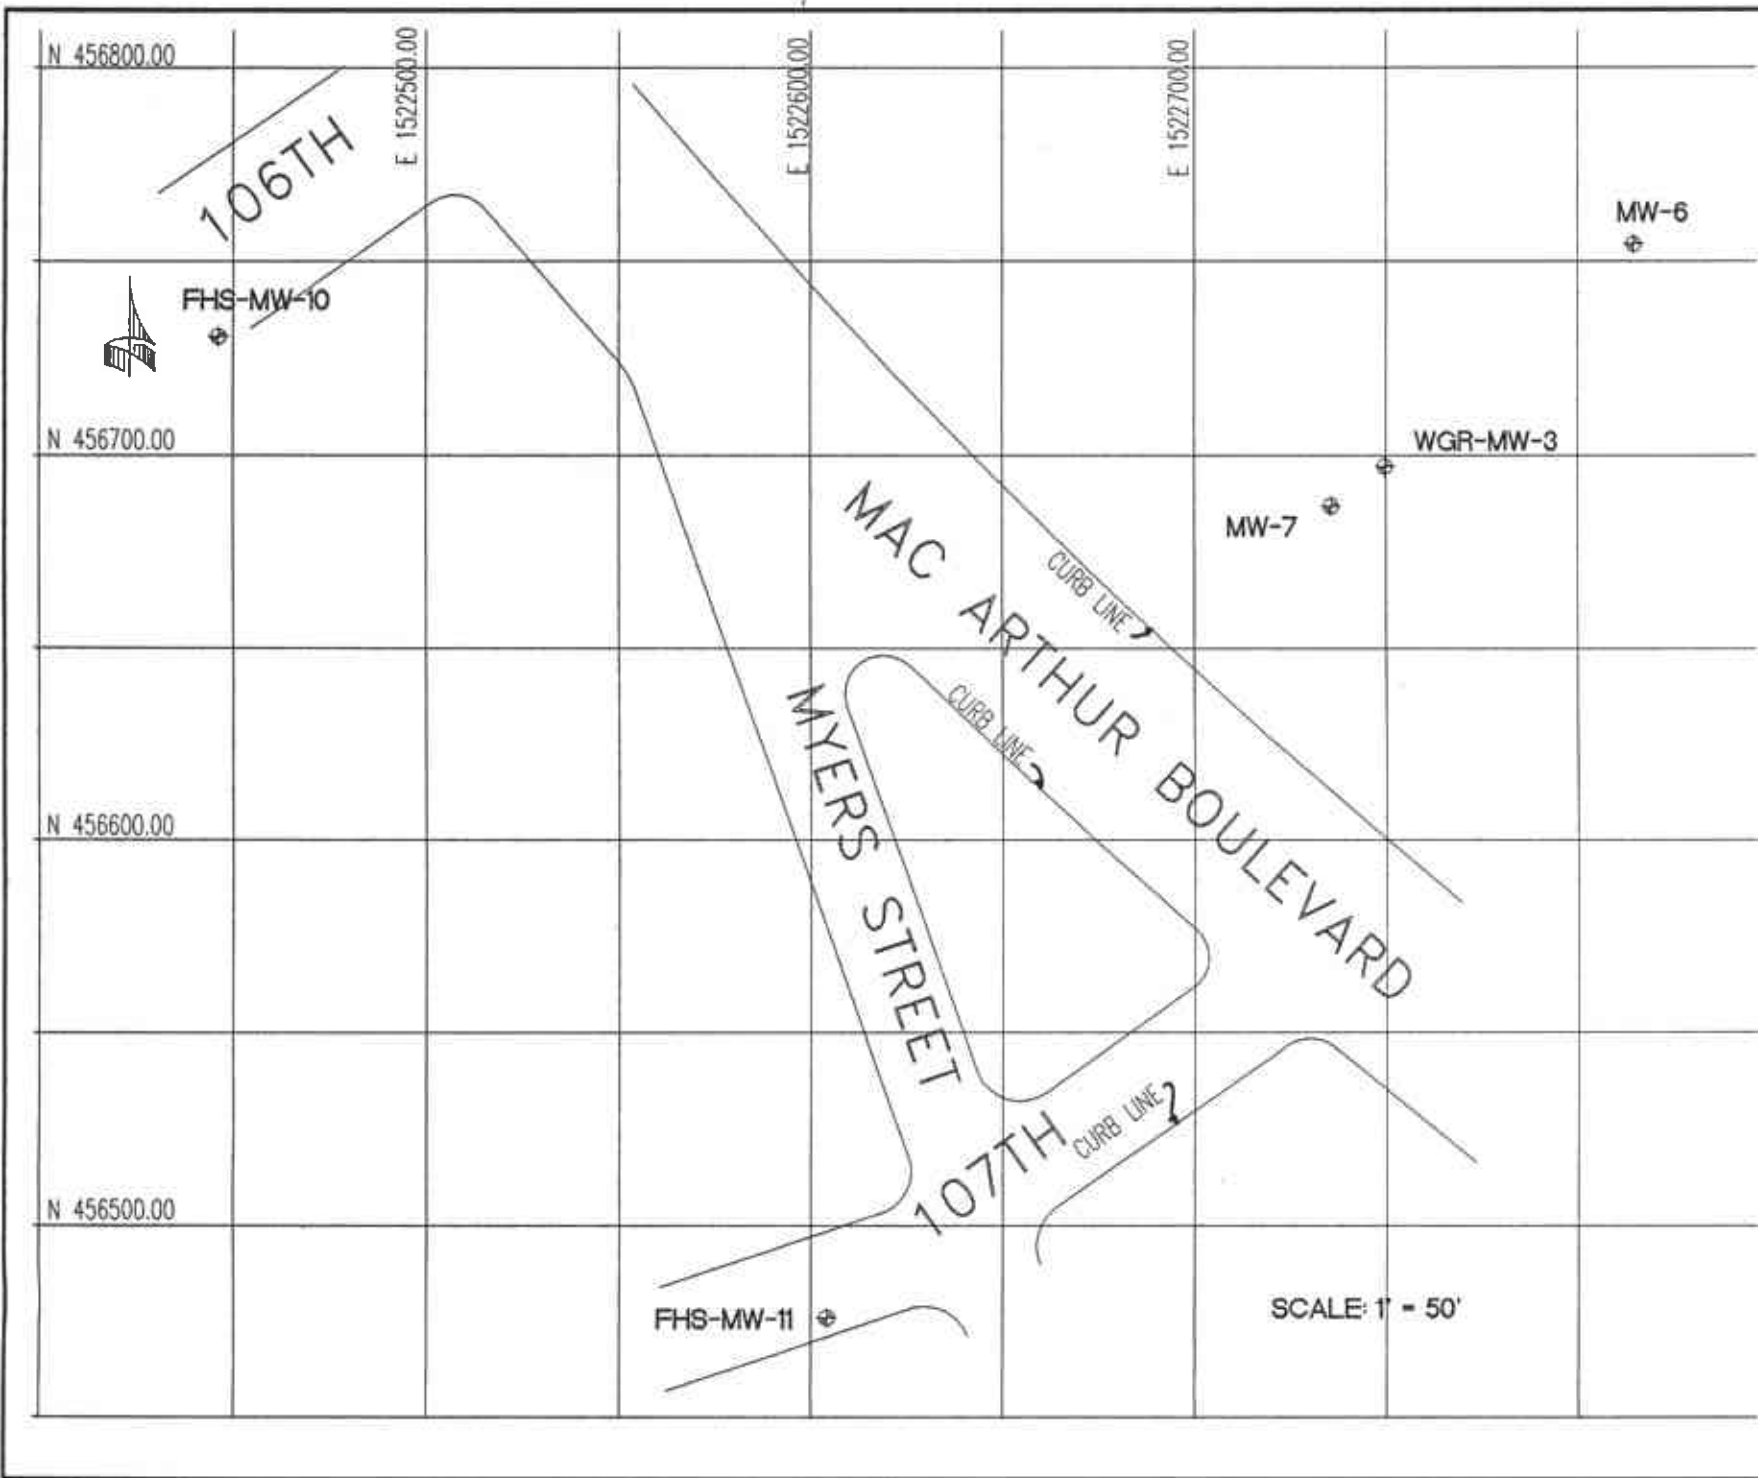 N 456800.00
E 1522500.00
E 1522600.00
E 1522700.00
106TH
MW-6
FHS-MW-10
N 456700.00
WGR-MW-3
MW-7
MAC ARTHUR BOULEVARD
CURB LINE
CURB LINE
MYERS STREET
N 456600.00
107TH
CURB LINE
N 456500.00
FHS-MW-11
SCALE: 1" = 50'